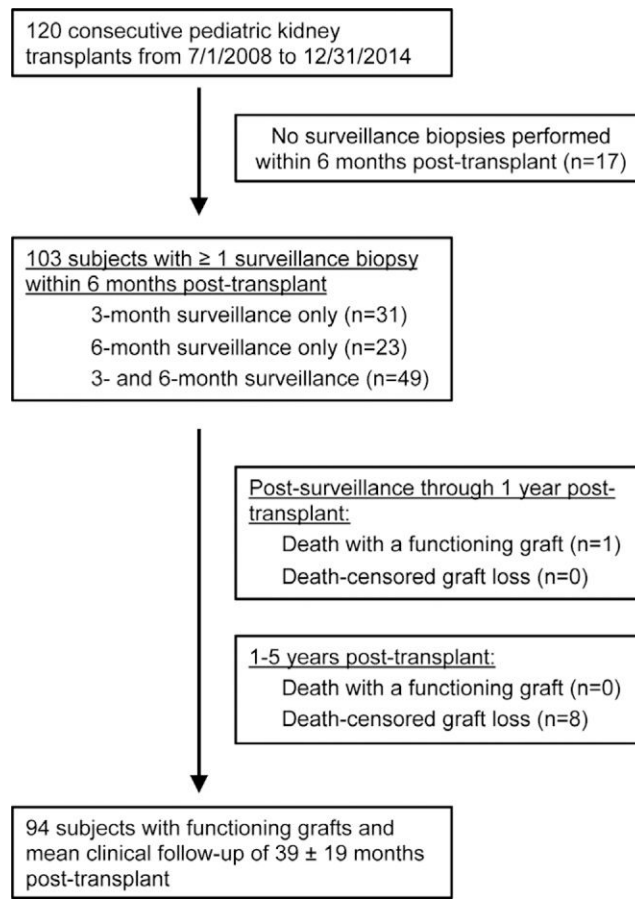 120 consecutive pediatric kidney
transplants from 7/1/2008 to 12/31/2014
No surveillance biopsies performed
within 6 months post-transplant (n=17)
103 subjects with ≥ 1 surveillance biopsy
within 6 months post-transplant
3-month surveillance only (n=31)
6-month surveillance only (n=23)
3- and 6-month surveillance (n=49)
Post-surveillance through 1 year post-
transplant:
Death with a functioning graft (n=1)
Death-censored graft loss (n=0)
1-5 years post-transplant:
Death with a functioning graft (n=0)
Death-censored graft loss (n=8)
94 subjects with functioning grafts and
mean clinical follow-up of 39 ± 19 months
post-transplant